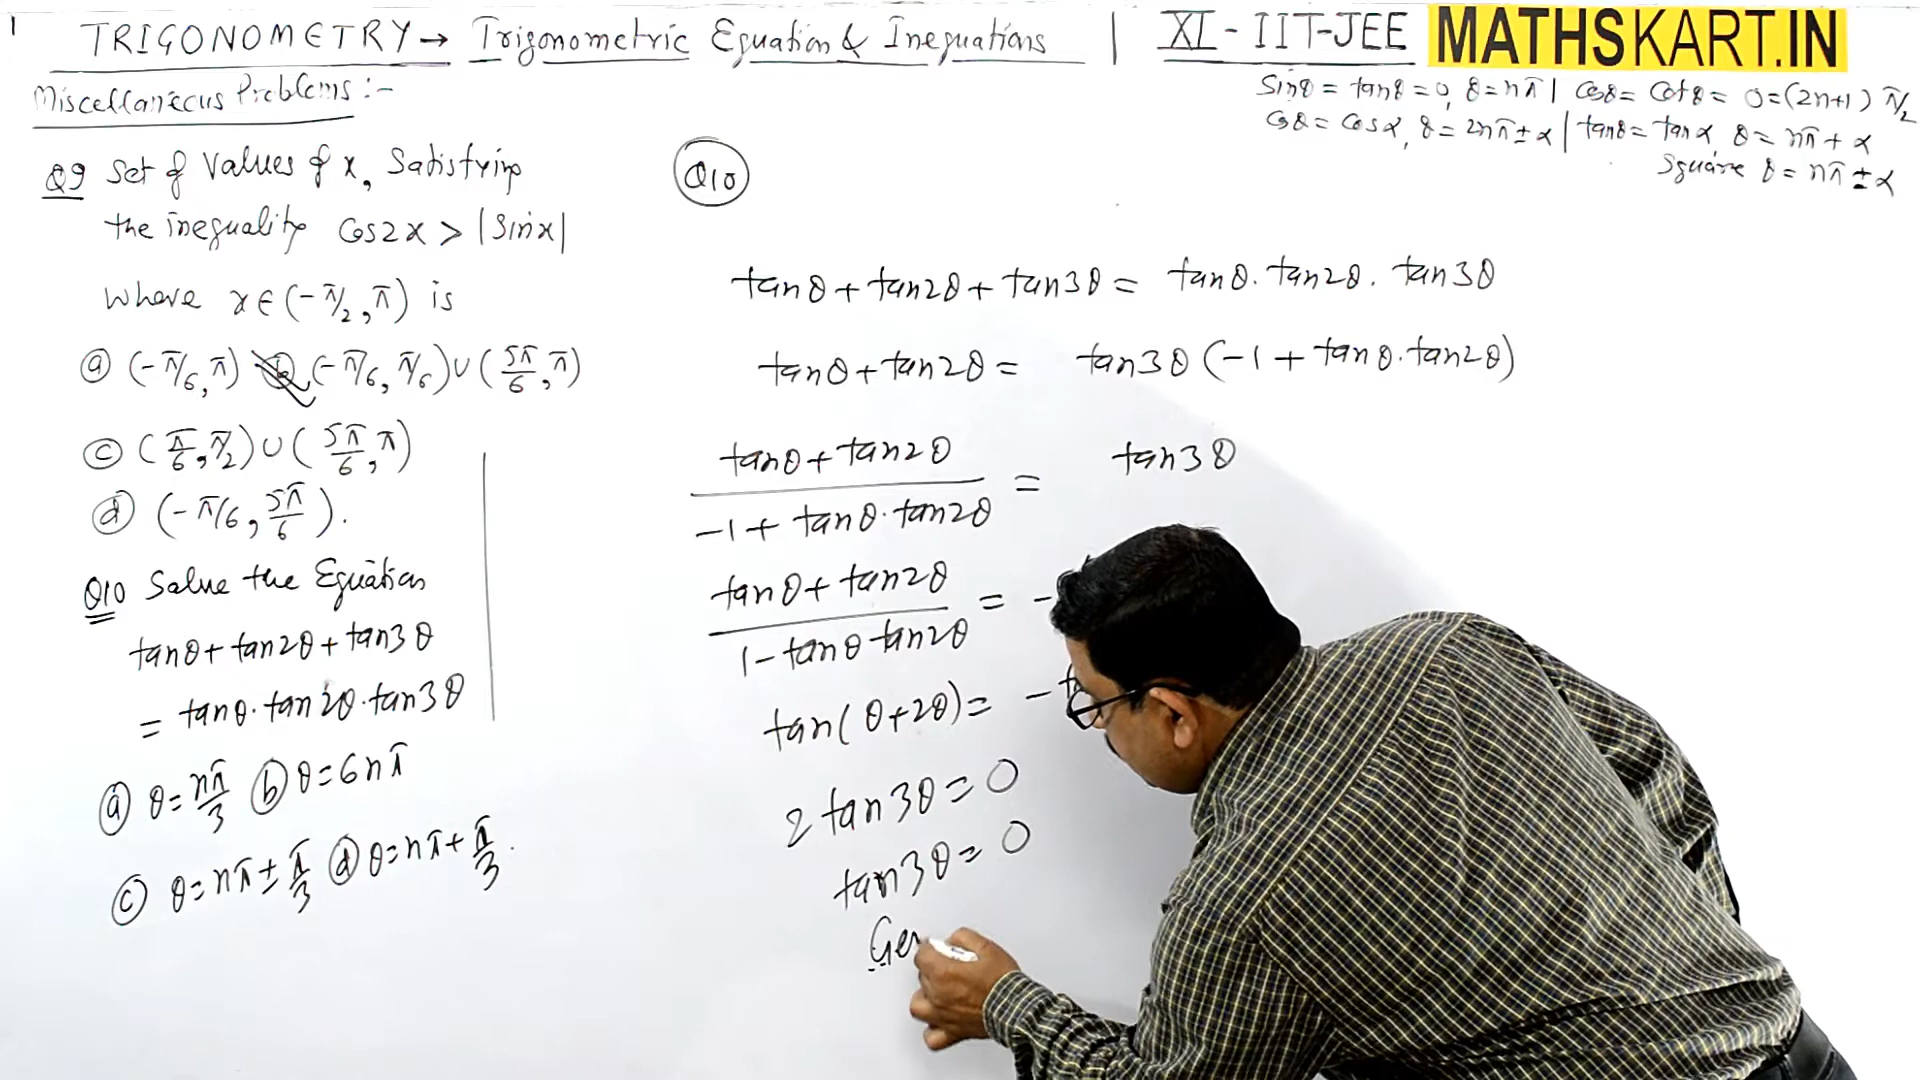 1
TRIGONOMETRY → Trigonometric Equation & Inequations | XI - IIT-JEE MATHSKART.IN
Miscellaneous Problems :-
Sinθ = tanθ = 0, θ = nπ | Cosθ = Cotθ = 0 = (2n+1) π/2
Cosθ = Cosα, θ = 2nπ ± α | tanθ = tanα θ = nπ + α
Square θ = nπ ± α
Q9 Set of Values of x, Satisfying
the inequality Cos2x > |Sinx|
Where x ∈ (-π/2, π) is
(a) (-π/6, π) (b) (-π/6, π/6) ∪ (5π/6, π)
(c) (π/6, π/2) ∪ (5π/6, π)
(d) (-π/6, 5π/6).
Q10 Solve the Equation
tanθ + tan2θ + tan3θ
= tanθ. tan2θ. tan3θ
(a) θ = nπ/3 (b) θ = 6nπ
(c) θ = nπ ± π/3 (d) θ = nπ + π/3.
Q10
tanθ + tan2θ + tan3θ = tanθ. tan2θ. tan3θ
tanθ + tan2θ = tan3θ (-1 + tanθ. tan2θ)
(tanθ + tan2θ)/(-1 + tanθ. tan2θ) = tan3θ
(tanθ + tan2θ)/(1 - tanθ tan2θ) = -
tan(θ + 2θ) = -
2 tan3θ = 0
tan3θ = 0
Gen